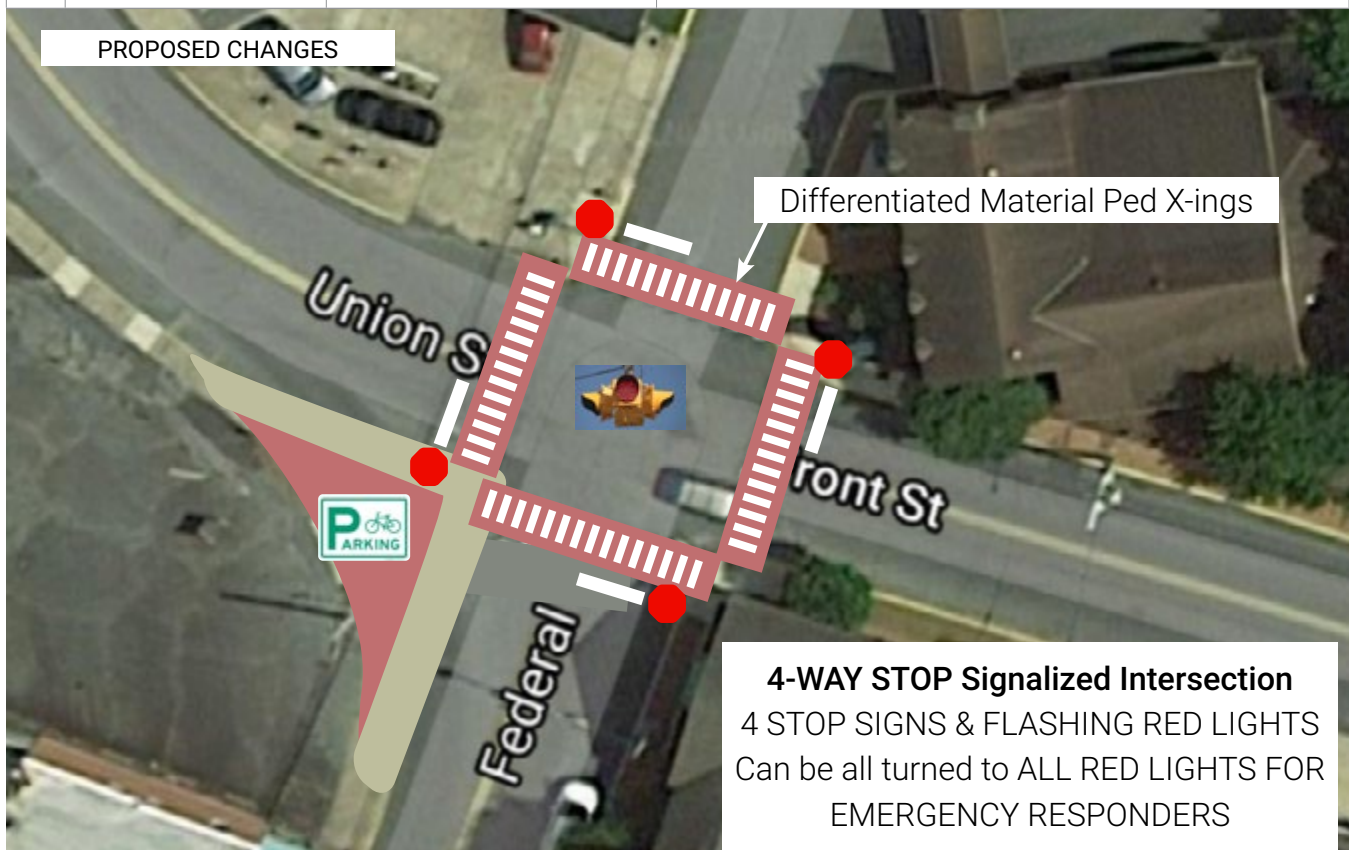 PROPOSED CHANGES
Differentiated Material Ped X-ings
Union S
ront St
P
ARKING
Federal
4-WAY STOP Signalized Intersection
4 STOP SIGNS & FLASHING RED LIGHTS
Can be all turned to ALL RED LIGHTS FOR
EMERGENCY RESPONDERS